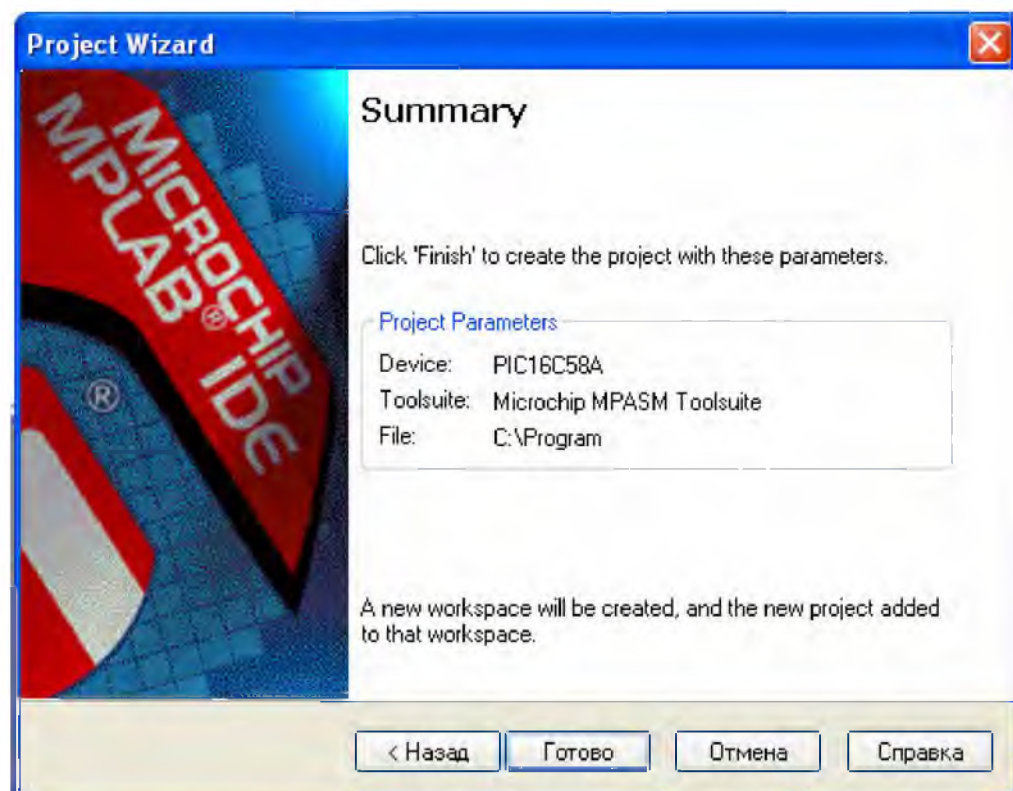 Project Wizard
MICROCHIP
MPLAB® IDE
®
Summary
Click 'Finish' to create the project with these parameters.
Project Parameters
Device: PIC16C58A
Toolsuite: Microchip MPASM Toolsuite
File: C:\Program
A new workspace will be created, and the new project added
to that workspace.
< Назад Готово Отмена Справка